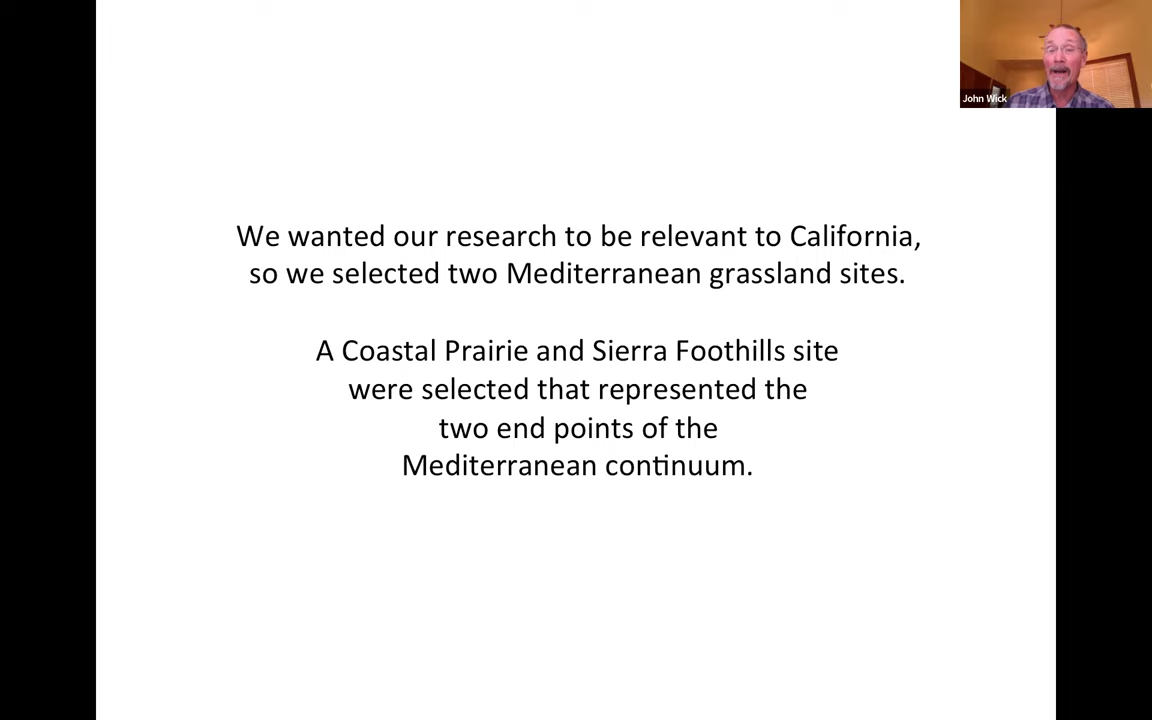 John Wick
We wanted our research to be relevant to California,
so we selected two Mediterranean grassland sites.
A Coastal Prairie and Sierra Foothills site
were selected that represented the
two end points of the
Mediterranean continuum.